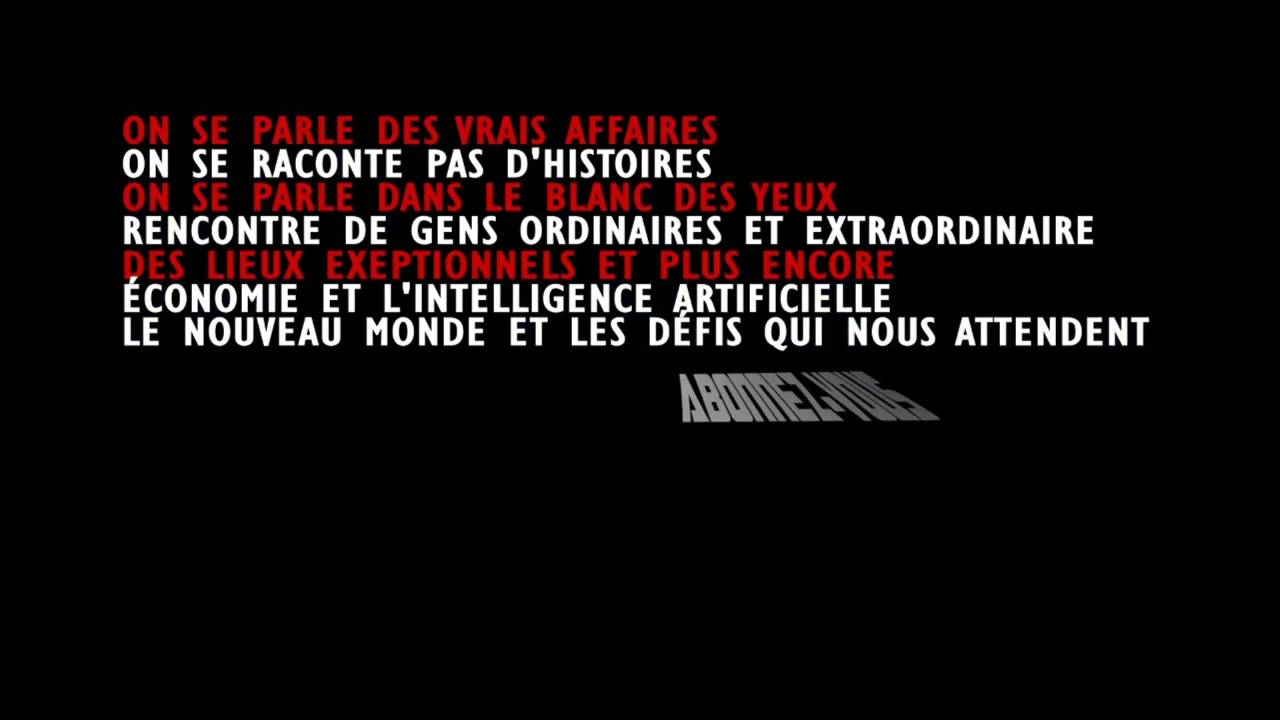 ON SE PARLE DES VRAIS AFFAIRES
ON SE RACONTE PAS D'HISTOIRES
ON SE PARLE DANS LE BLANC DES YEUX
RENCONTRE DE GENS ORDINAIRES ET EXTRAORDINAIRE
DES LIEUX EXEPTIONNELS ET PLUS ENCORE
ÉCONOMIE ET L'INTELLIGENCE ARTIFICIELLE
LE NOUVEAU MONDE ET LES DÉFIS QUI NOUS ATTENDENT
ABONNEZ-VOUS